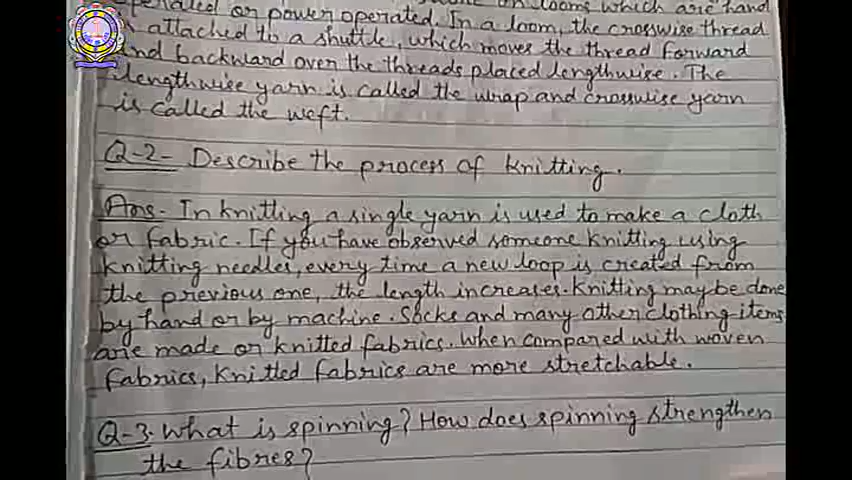 on looms which are hand
operated or power operated. In a loom, the crosswise thread
is attached to a shuttle, which moves the thread forward
and backward over the threads placed lengthwise. The
lengthwise yarn is called the wrap and crosswise yarn
is called the weft.
Q-2- Describe the process of knitting.
Ans- In knitting a single yarn is used to make a cloth
or fabric. If you have observed someone knitting using
knitting needles, every time a new loop is created from
the previous one, the length increases. Knitting may be done
by hand or by machine. Socks and many other clothing items
are made or knitted fabrics. When compared with woven
fabrics, knitted fabrics are more stretchable.
Q-3- What is spinning? How does spinning strengthen
the fibres?